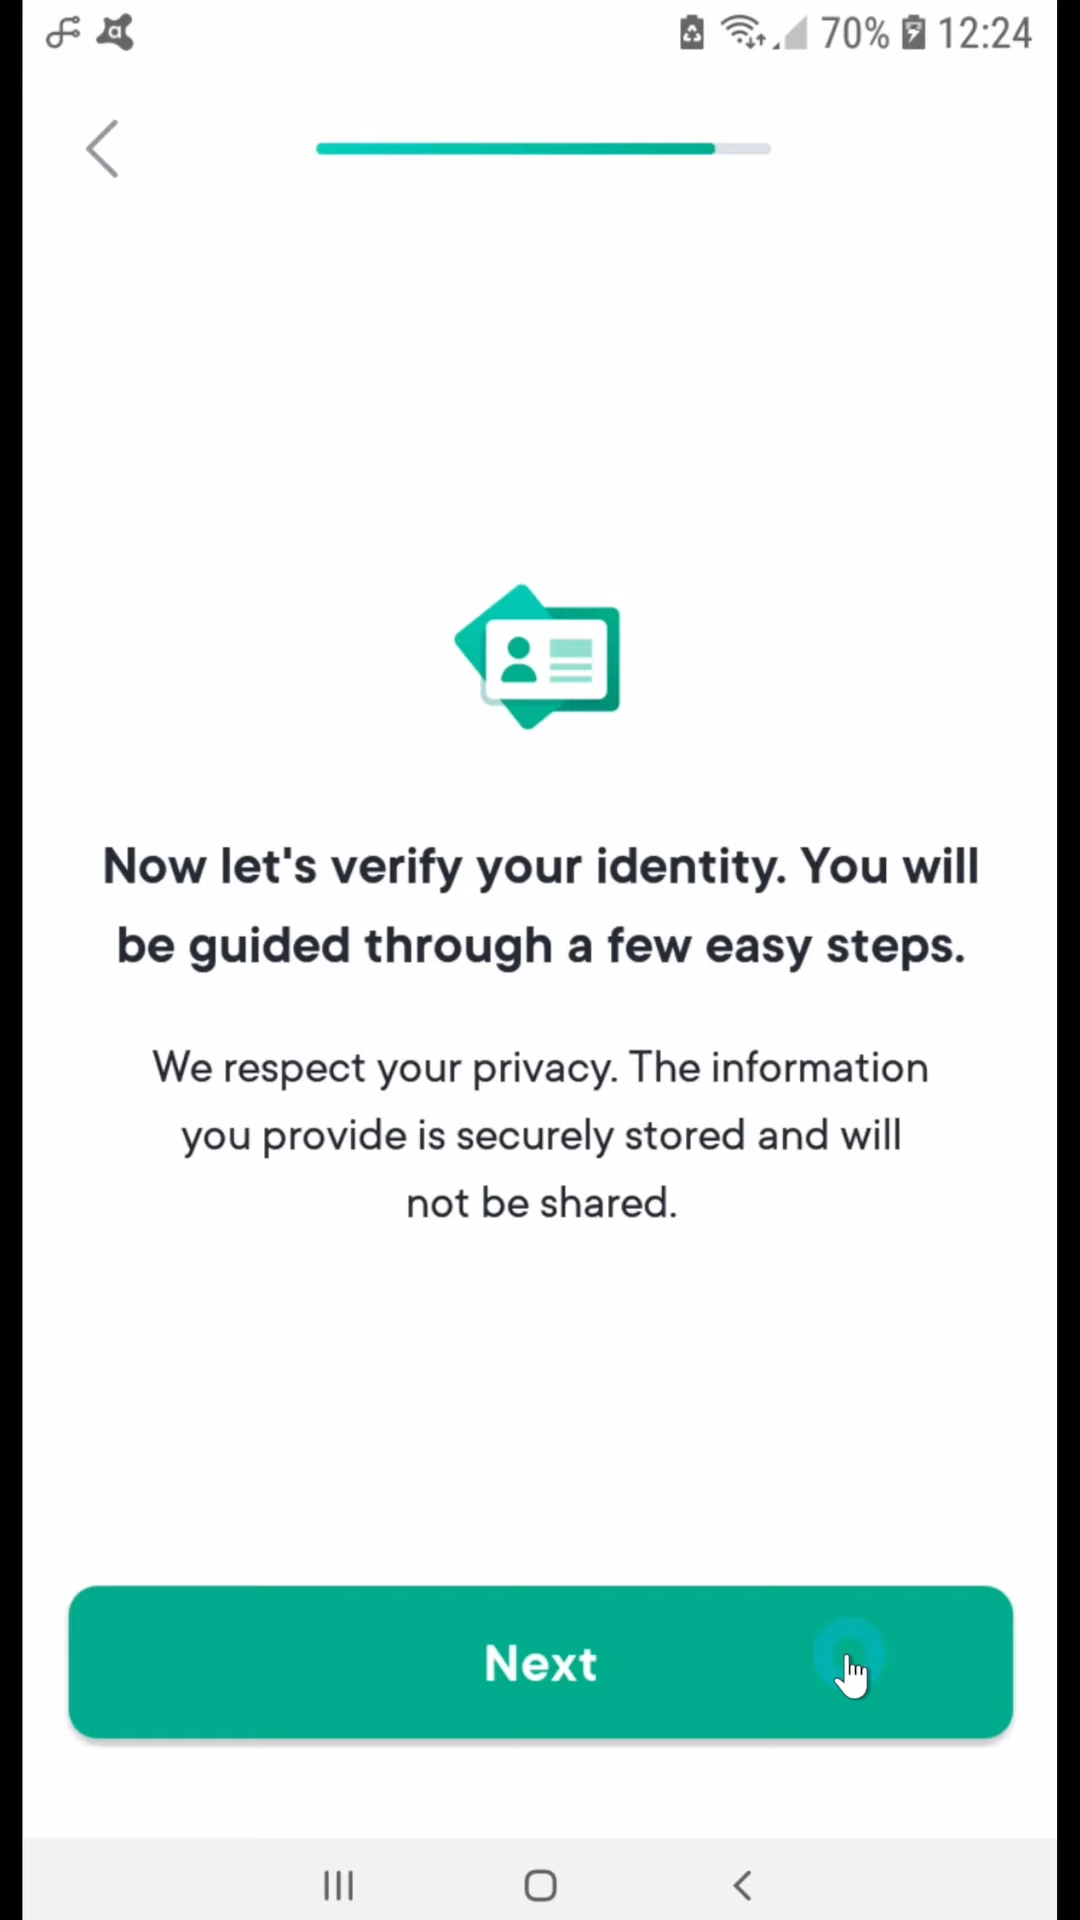 70% 12:24
Now let's verify your identity. You will
be guided through a few easy steps.
We respect your privacy. The information
you provide is securely stored and will
not be shared.
Next